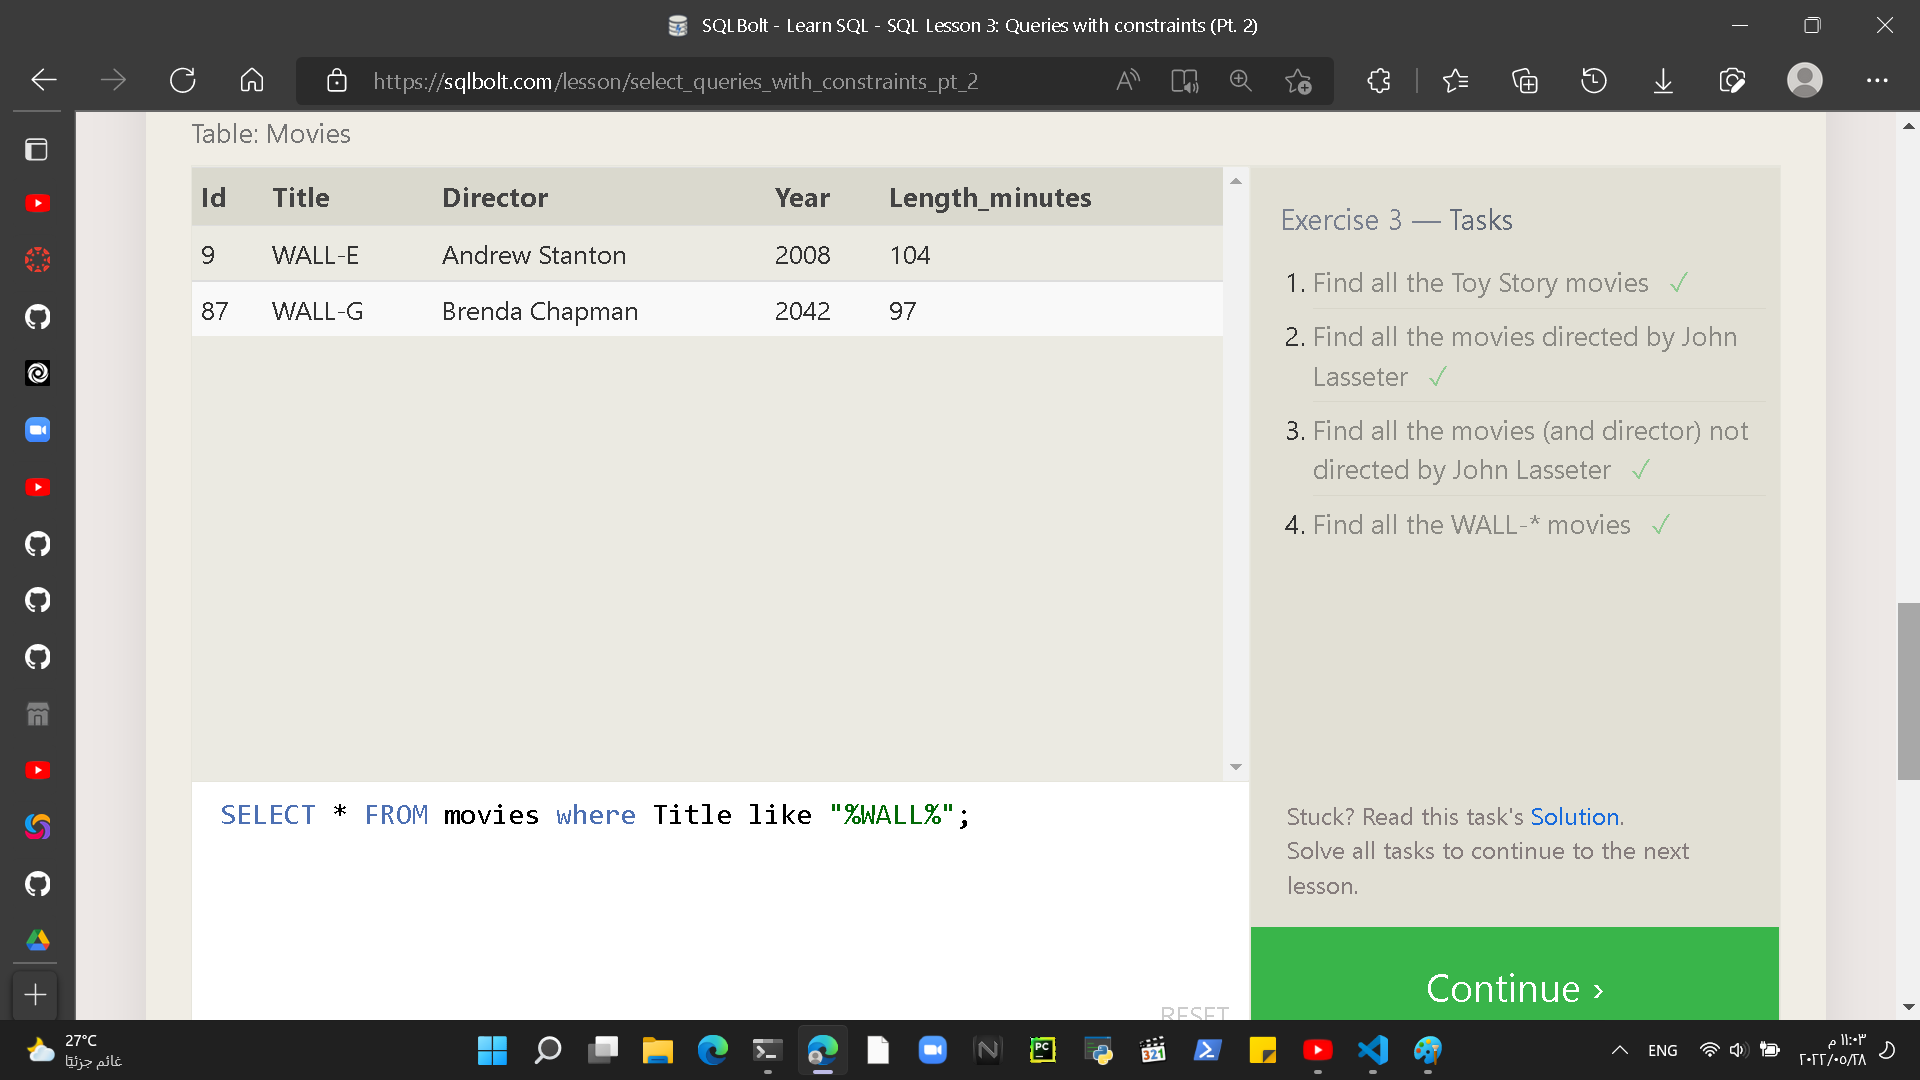 SQLBolt - Learn SQL - SQL Lesson 3: Queries with constraints (Pt. 2)
https://sqlbolt.com/lesson/select_queries_with_constraints_pt_2
Table: Movies
Id Title Director Year Length_minutes
9 WALL-E Andrew Stanton 2008 104
87 WALL-G Brenda Chapman 2042 97
Exercise 3 — Tasks
1. Find all the Toy Story movies ✓
2. Find all the movies directed by John
Lasseter ✓
3. Find all the movies (and director) not
directed by John Lasseter ✓
4. Find all the WALL-* movies ✓
SELECT * FROM movies where Title like "%WALL%";
Stuck? Read this task's Solution.
Solve all tasks to continue to the next
lesson.
RESET
Continue ›
27°C
غائم جزئيًا
PC
321
ENG
١١:٠٣ م
٢٠٢٢/٠٥/٢٨